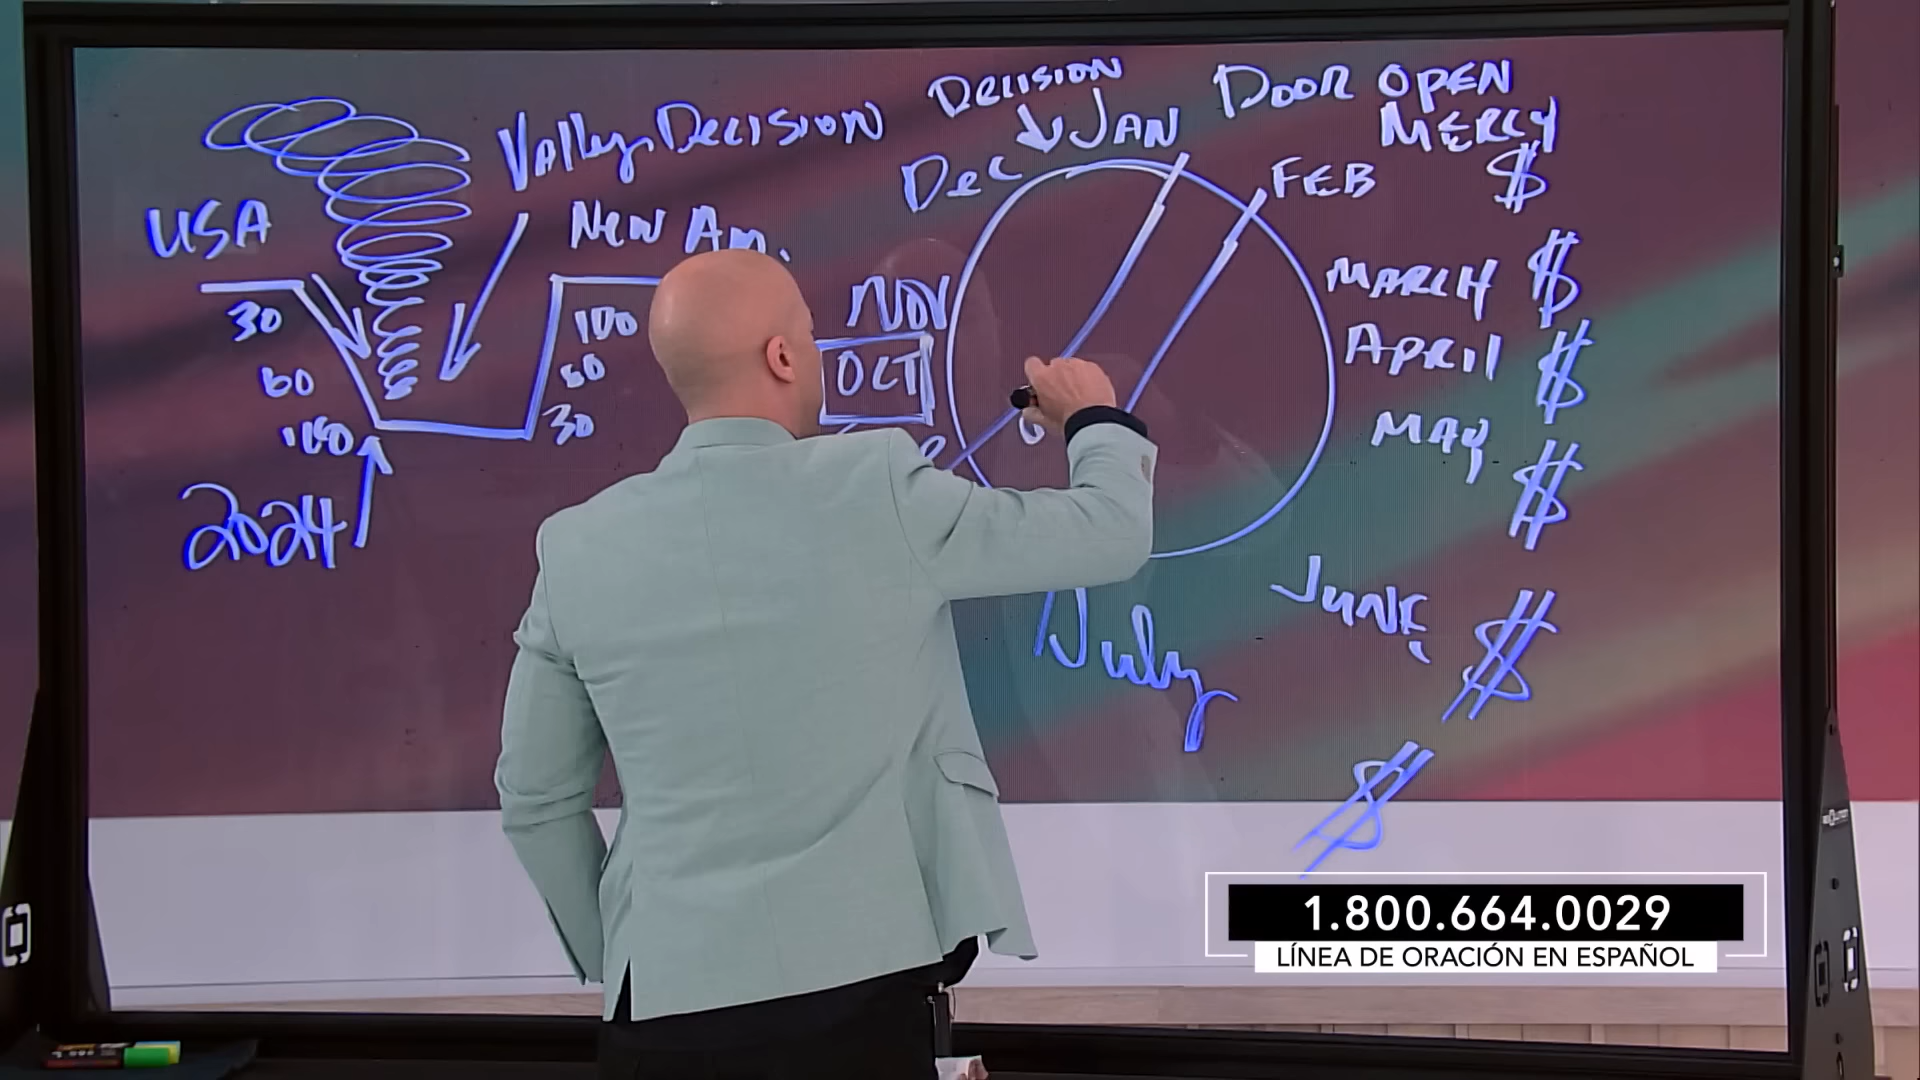 Valley Decision
USA
New Am.
30
60
100
100
60
30
2024
Decision
Jan
Door Open
Mercy
$
Dec
Feb
Nov
March $
Oct
April $
May
$
June
$
July
$
1.800.664.0029
LÍNEA DE ORACIÓN EN ESPAÑOL